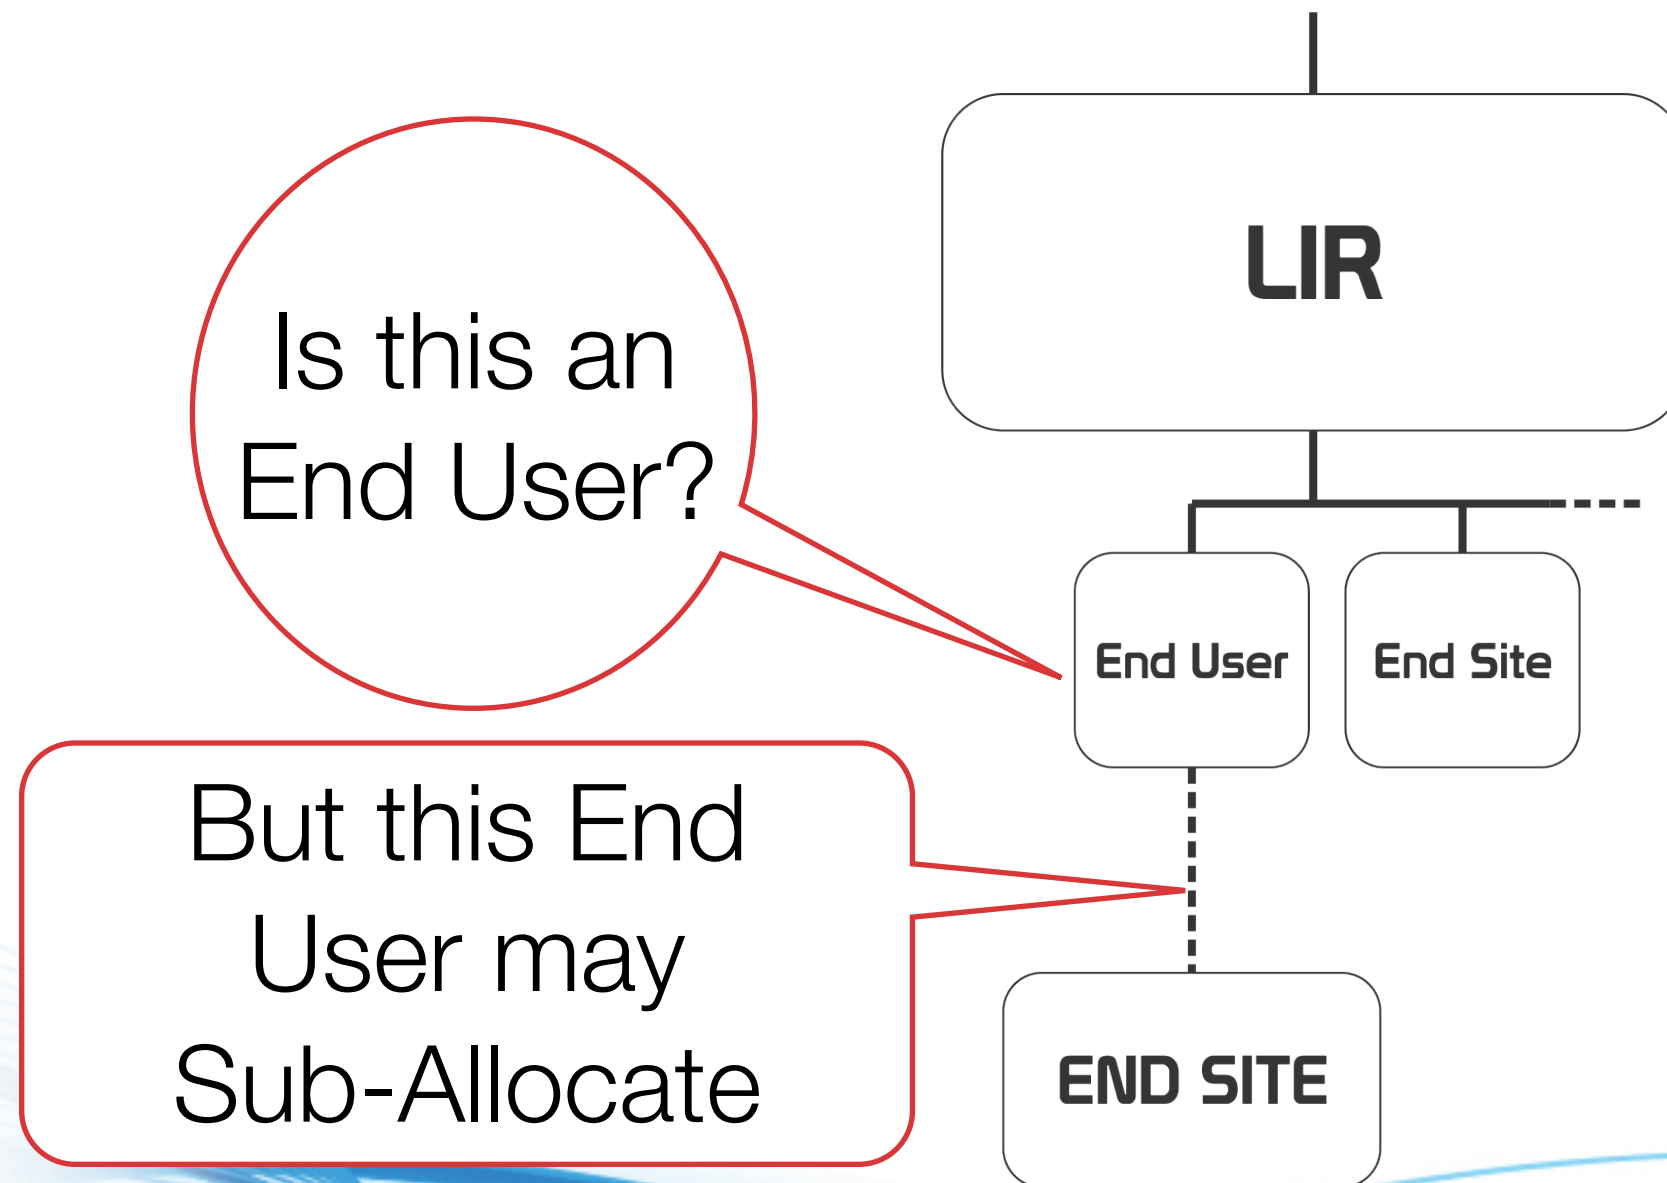 LIR
Is this an
End User?
End User
End Site
But this End
User may
Sub-Allocate
END SITE